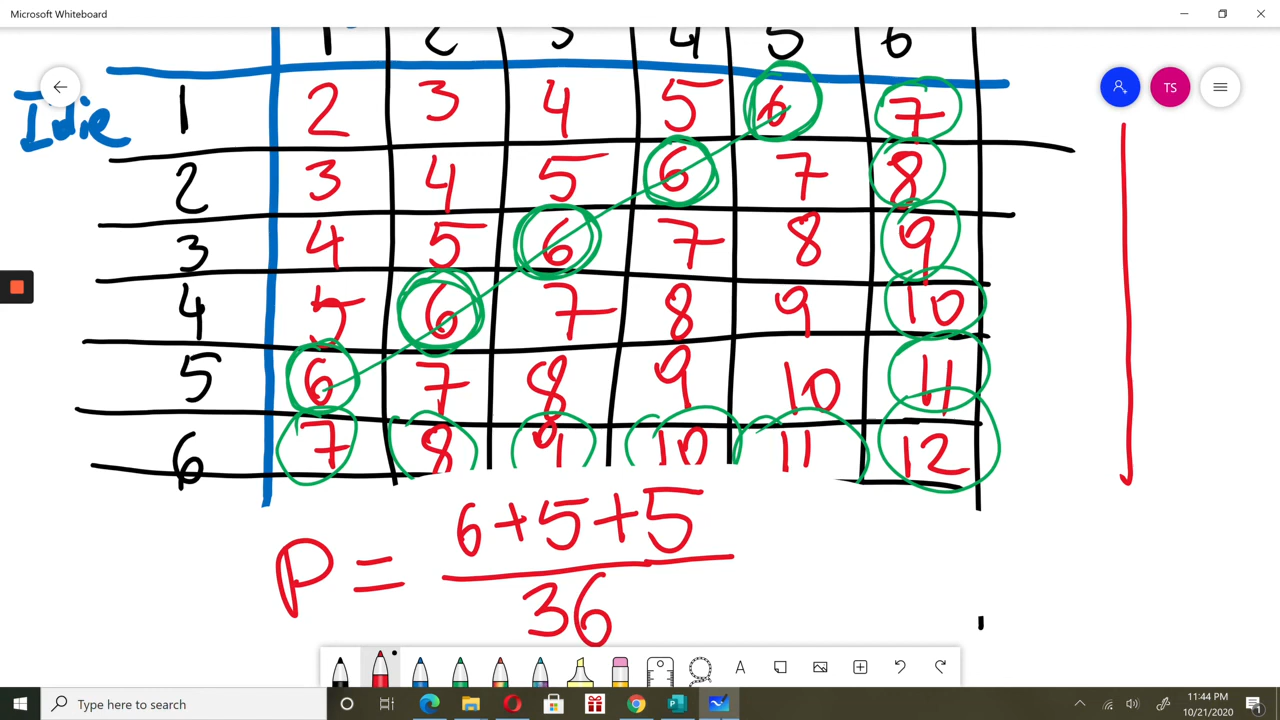 Microsoft Whiteboard
1 2 3 4 5 6
TS
I die
1 2 3 4 5 6 7
2 3 4 5 6 7 8
3 4 5 6 7 8 9
4 5 6 7 8 9 10
5 6 7 8 9 10 11
6 7 8 9 10 11 12
P = 6+5+5
36
A
Type here to search
11:44 PM
10/21/2020
1